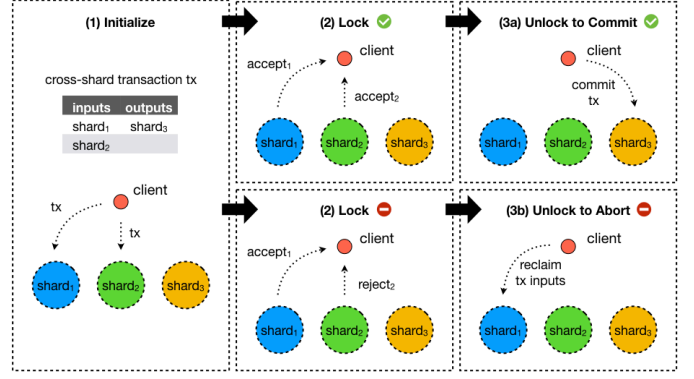 (1) Initialize
cross-shard transaction tx
inputs outputs
shard₁ shard₃
shard₂
client
tx
tx
shard₁ shard₂ shard₃
(2) Lock
client
accept₁
accept₂
shard₁ shard₂ shard₃
(3a) Unlock to Commit
client
commit
tx
shard₁ shard₂ shard₃
(2) Lock
client
accept₁
reject₂
shard₁ shard₂ shard₃
(3b) Unlock to Abort
client
reclaim
tx inputs
shard₁ shard₂ shard₃